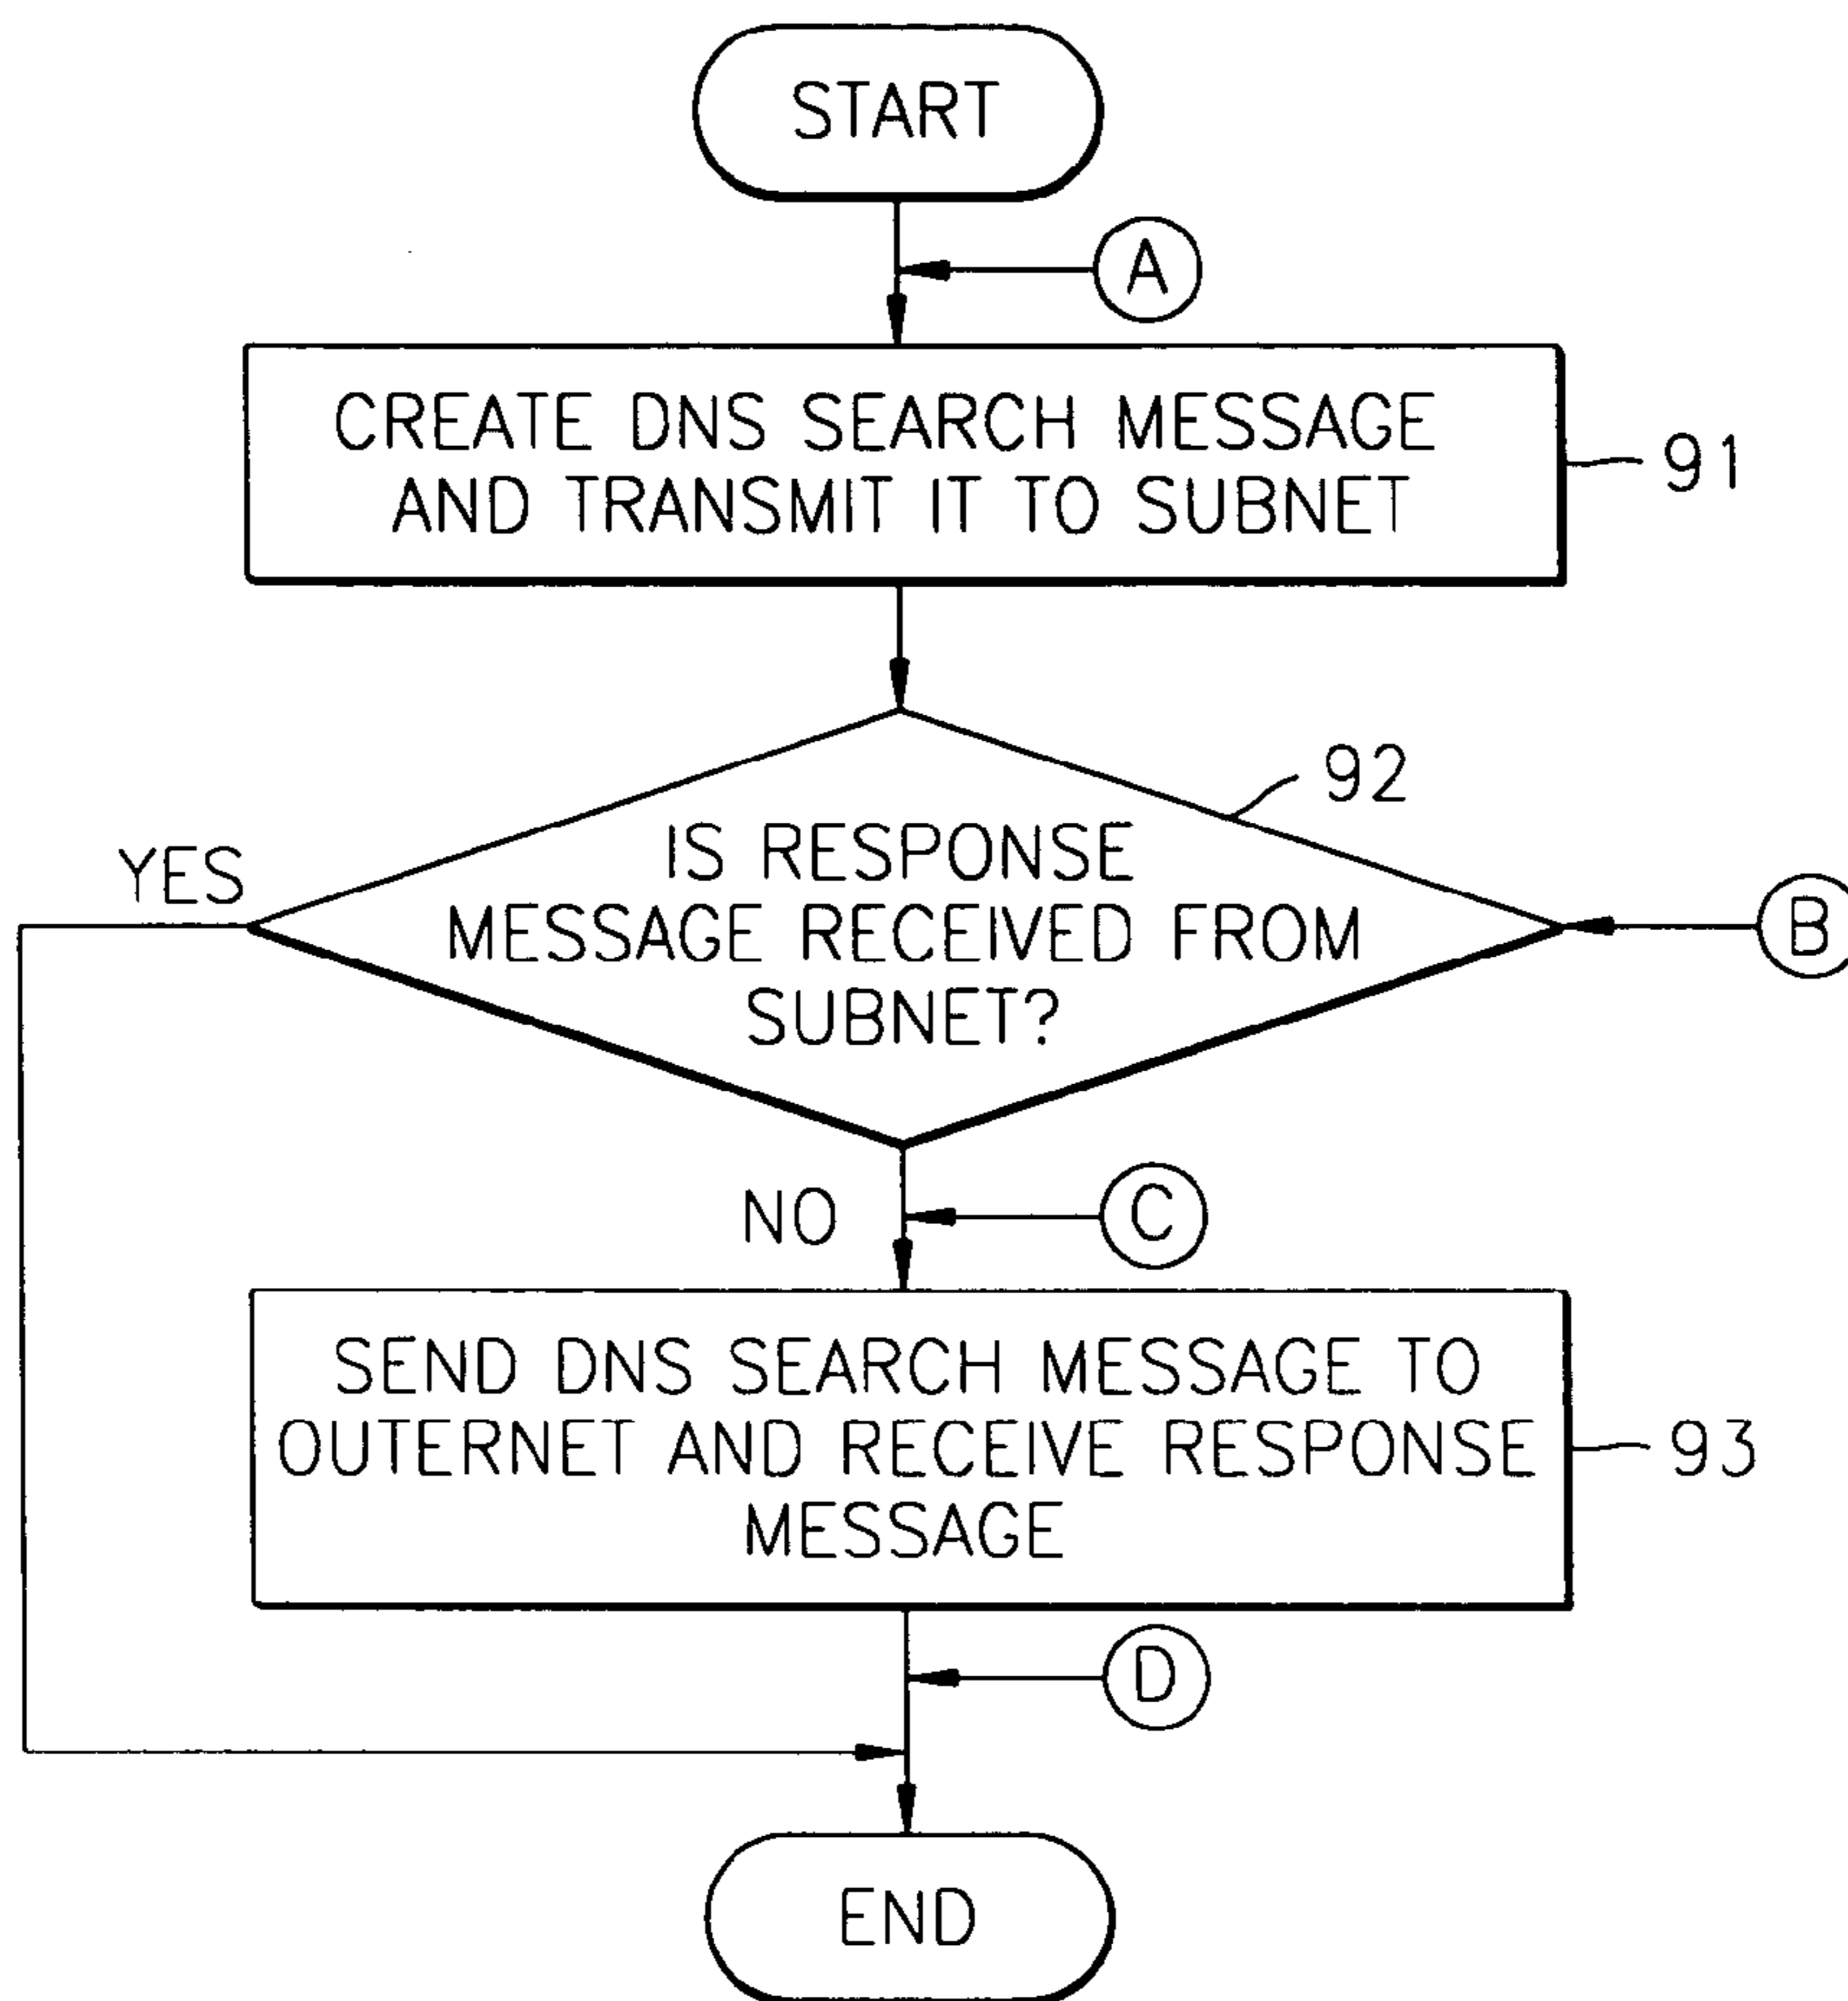 START
A
CREATE DNS SEARCH MESSAGE
AND TRANSMIT IT TO SUBNET
91
92
YES
IS RESPONSE
MESSAGE RECEIVED FROM
SUBNET?
B
NO
C
SEND DNS SEARCH MESSAGE TO
OUTERNET AND RECEIVE RESPONSE
MESSAGE
93
D
END